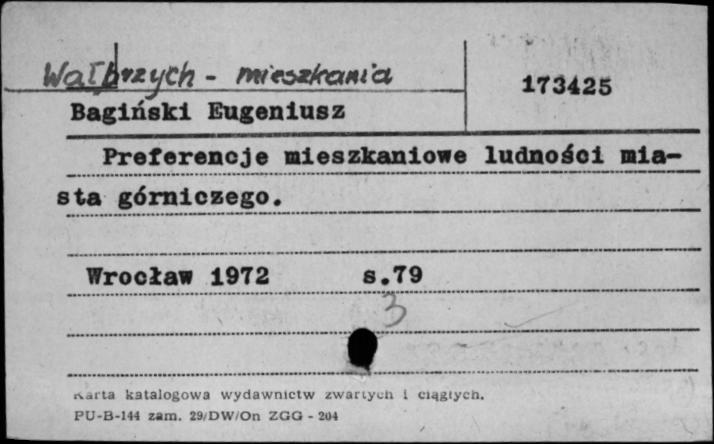 Wałbrzych - mieszkania
173425
Bagiński Eugeniusz
Preferencje mieszkaniowe ludności mia-
sta górniczego.
Wrocław 1972 s.79
3
Karta katalogowa wydawnictw zwartych i ciągłych.
PU-B-144 zam. 29/DW/On ZGG - 204